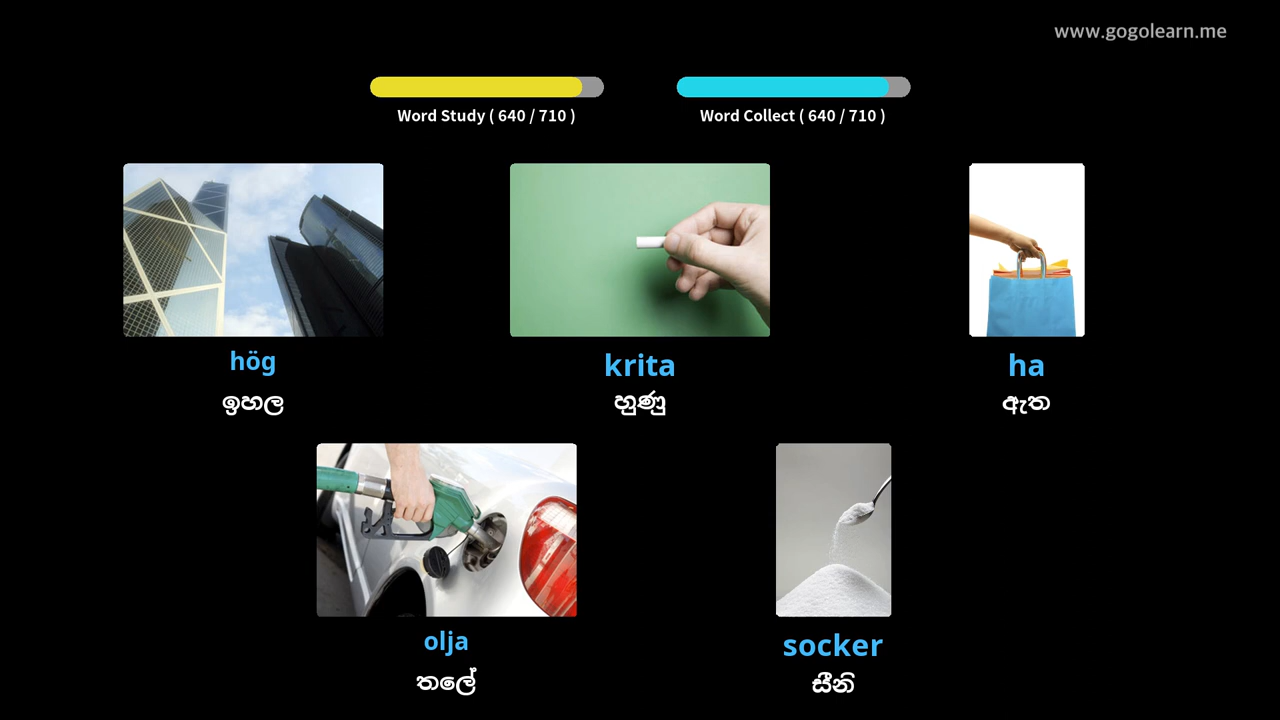 www.gogolearn.me
Word Study ( 640 / 710 )
Word Collect ( 640 / 710 )
hög
krita
ha
ඉහල
හුණු
ඇත
olja
socker
තලේ
සීනි